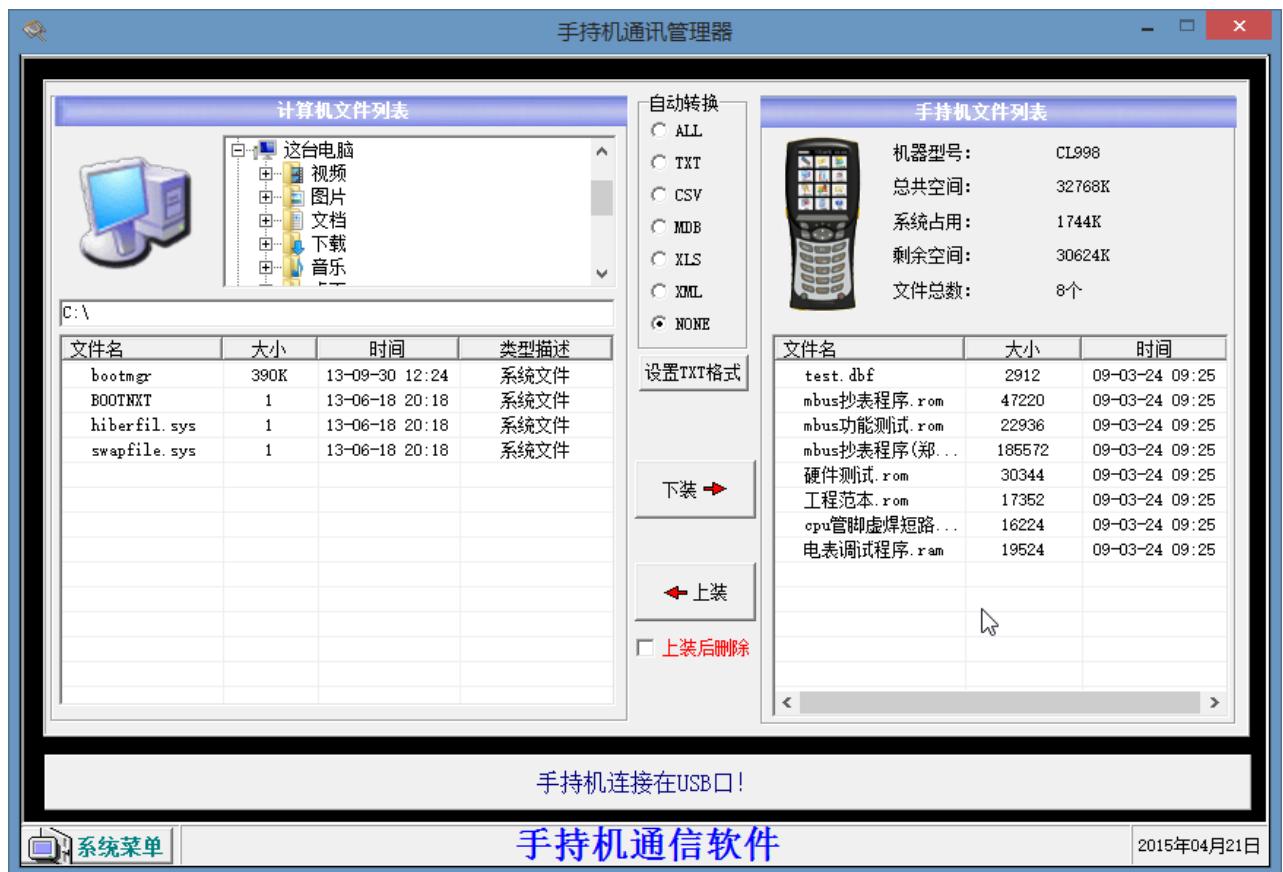 手持机通讯管理器
计算机文件列表
这台电脑
视频
图片
文档
下载
音乐
C:\
文件名 大小 时间 类型描述
bootmgr 390K 13-09-30 12:24 系统文件
BOOTNXT 1 13-06-18 20:18 系统文件
hiberfil.sys 1 13-06-18 20:18 系统文件
swapfile.sys 1 13-06-18 20:18 系统文件
自动转换
ALL
TXT
CSV
MDB
XLS
XML
NONE
设置TXT格式
下装
上装
上装后删除
手持机文件列表
机器型号: CL998
总共空间: 32768K
系统占用: 1744K
剩余空间: 30624K
文件总数: 8个
文件名 大小 时间
test.dbf 2912 09-03-24 09:25
mbus抄表程序.rom 47220 09-03-24 09:25
mbus功能测试.rom 22936 09-03-24 09:25
mbus抄表程序(郑... 185572 09-03-24 09:25
硬件测试.rom 30344 09-03-24 09:25
工程范本.rom 17352 09-03-24 09:25
cpu管脚虚焊短路... 16224 09-03-24 09:25
电表调试程序.ram 19524 09-03-24 09:25
手持机连接在USB口!
系统菜单
手持机通信软件
2015年04月21日